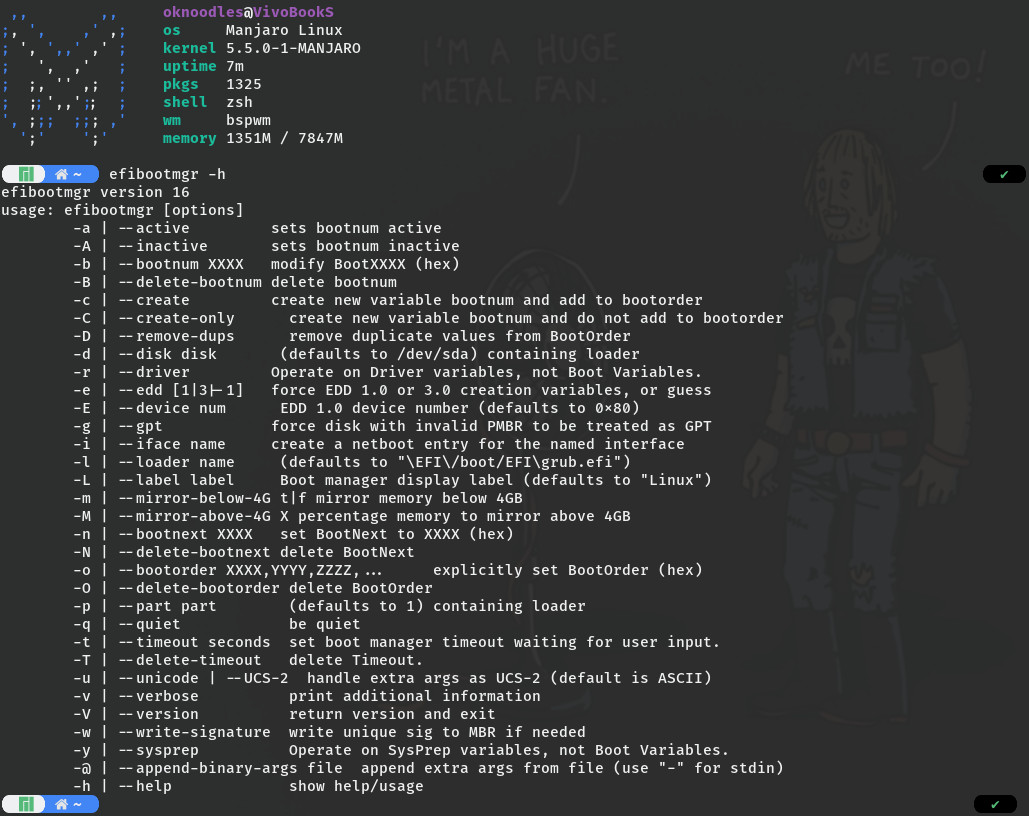 oknoodles@VivoBookS
os Manjaro Linux
kernel 5.5.0-1-MANJARO
uptime 7m
pkgs 1325
shell zsh
wm bspwm
memory 1351M / 7847M
I'M A HUGE
METAL FAN.
ME TOO!
~ efibootmgr -h
efibootmgr version 16
usage: efibootmgr [options]
-a | --active sets bootnum active
-A | --inactive sets bootnum inactive
-b | --bootnum XXXX modify BootXXXX (hex)
-B | --delete-bootnum delete bootnum
-c | --create create new variable bootnum and add to bootorder
-C | --create-only create new variable bootnum and do not add to bootorder
-D | --remove-dups remove duplicate values from BootOrder
-d | --disk disk (defaults to /dev/sda) containing loader
-r | --driver Operate on Driver variables, not Boot Variables.
-e | --edd [1|3|-1] force EDD 1.0 or 3.0 creation variables, or guess
-E | --device num EDD 1.0 device number (defaults to 0x80)
-g | --gpt force disk with invalid PMBR to be treated as GPT
-i | --iface name create a netboot entry for the named interface
-l | --loader name (defaults to "\EFI\/boot/EFI\grub.efi")
-L | --label label Boot manager display label (defaults to "Linux")
-m | --mirror-below-4G t|f mirror memory below 4GB
-M | --mirror-above-4G X percentage memory to mirror above 4GB
-n | --bootnext XXXX set BootNext to XXXX (hex)
-N | --delete-bootnext delete BootNext
-o | --bootorder XXXX,YYYY,ZZZZ,... explicitly set BootOrder (hex)
-O | --delete-bootorder delete BootOrder
-p | --part part (defaults to 1) containing loader
-q | --quiet be quiet
-t | --timeout seconds set boot manager timeout waiting for user input.
-T | --delete-timeout delete Timeout.
-u | --unicode | --UCS-2 handle extra args as UCS-2 (default is ASCII)
-v | --verbose print additional information
-V | --version return version and exit
-w | --write-signature write unique sig to MBR if needed
-y | --sysprep Operate on SysPrep variables, not Boot Variables.
-@ | --append-binary-args file append extra args from file (use "-" for stdin)
-h | --help show help/usage
~